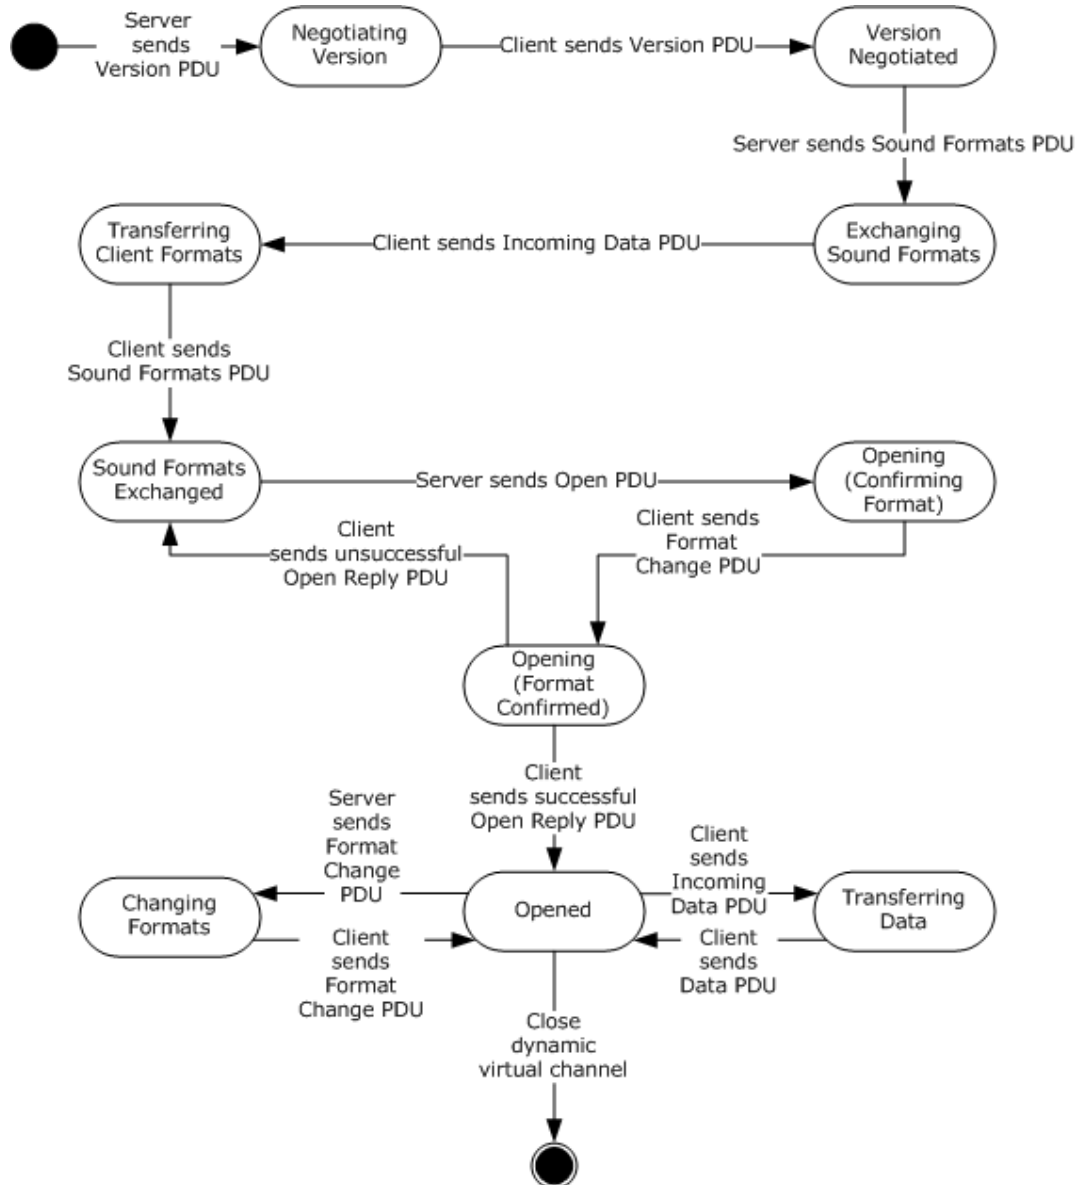 Server
sends
Version PDU
Negotiating
Version
Client sends Version PDU
Version
Negotiated
Server sends Sound Formats PDU
Transferring
Client Formats
Client sends Incoming Data PDU
Exchanging
Sound Formats
Client sends
Sound Formats PDU
Sound Formats
Exchanged
Server sends Open PDU
Opening
(Confirming
Format)
Client
sends unsuccessful
Open Reply PDU
Client sends
Format
Change PDU
Opening
(Format
Confirmed)
Client
sends successful
Open Reply PDU
Server
sends
Format
Change
PDU
Client
sends
Incoming
Data PDU
Changing
Formats
Opened
Transferring
Data
Client
sends
Format
Change PDU
Client
sends
Data PDU
Close
dynamic
virtual channel